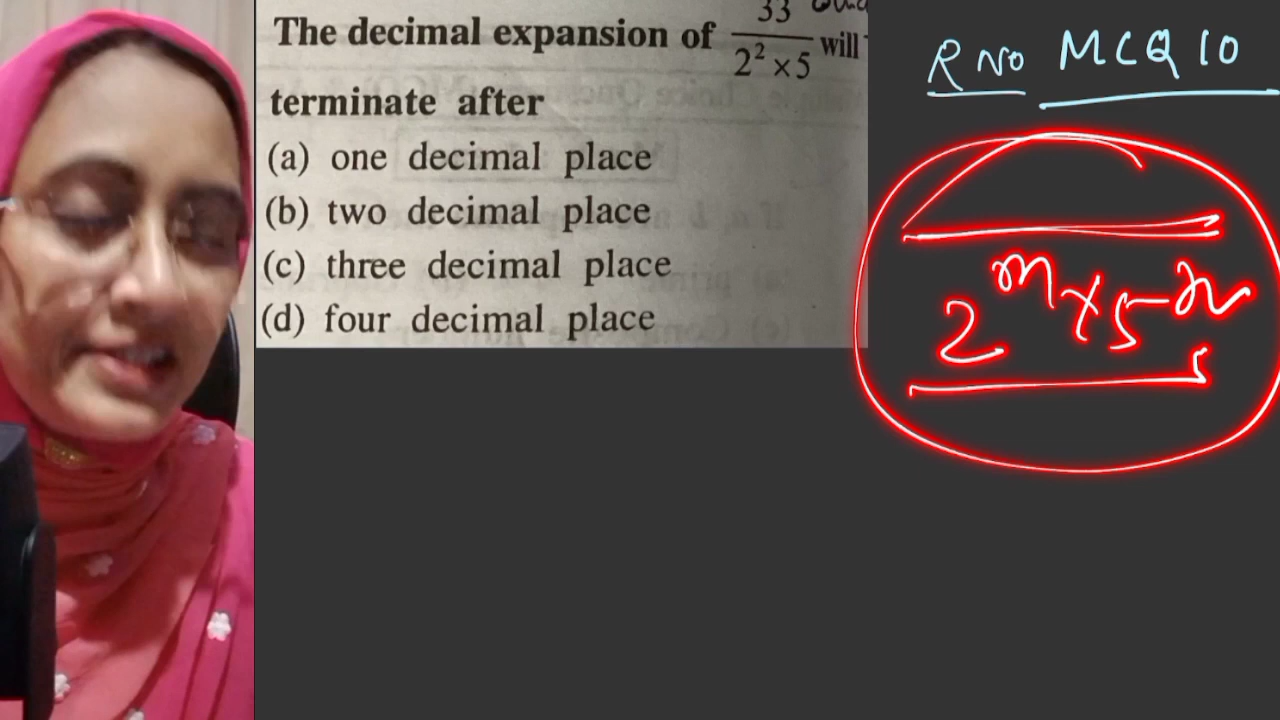 The decimal expansion of 33/2² × 5 will
terminate after
(a) one decimal place
(b) two decimal place
(c) three decimal place
(d) four decimal place
R No MCQ 10
2ᵐ × 5ⁿ